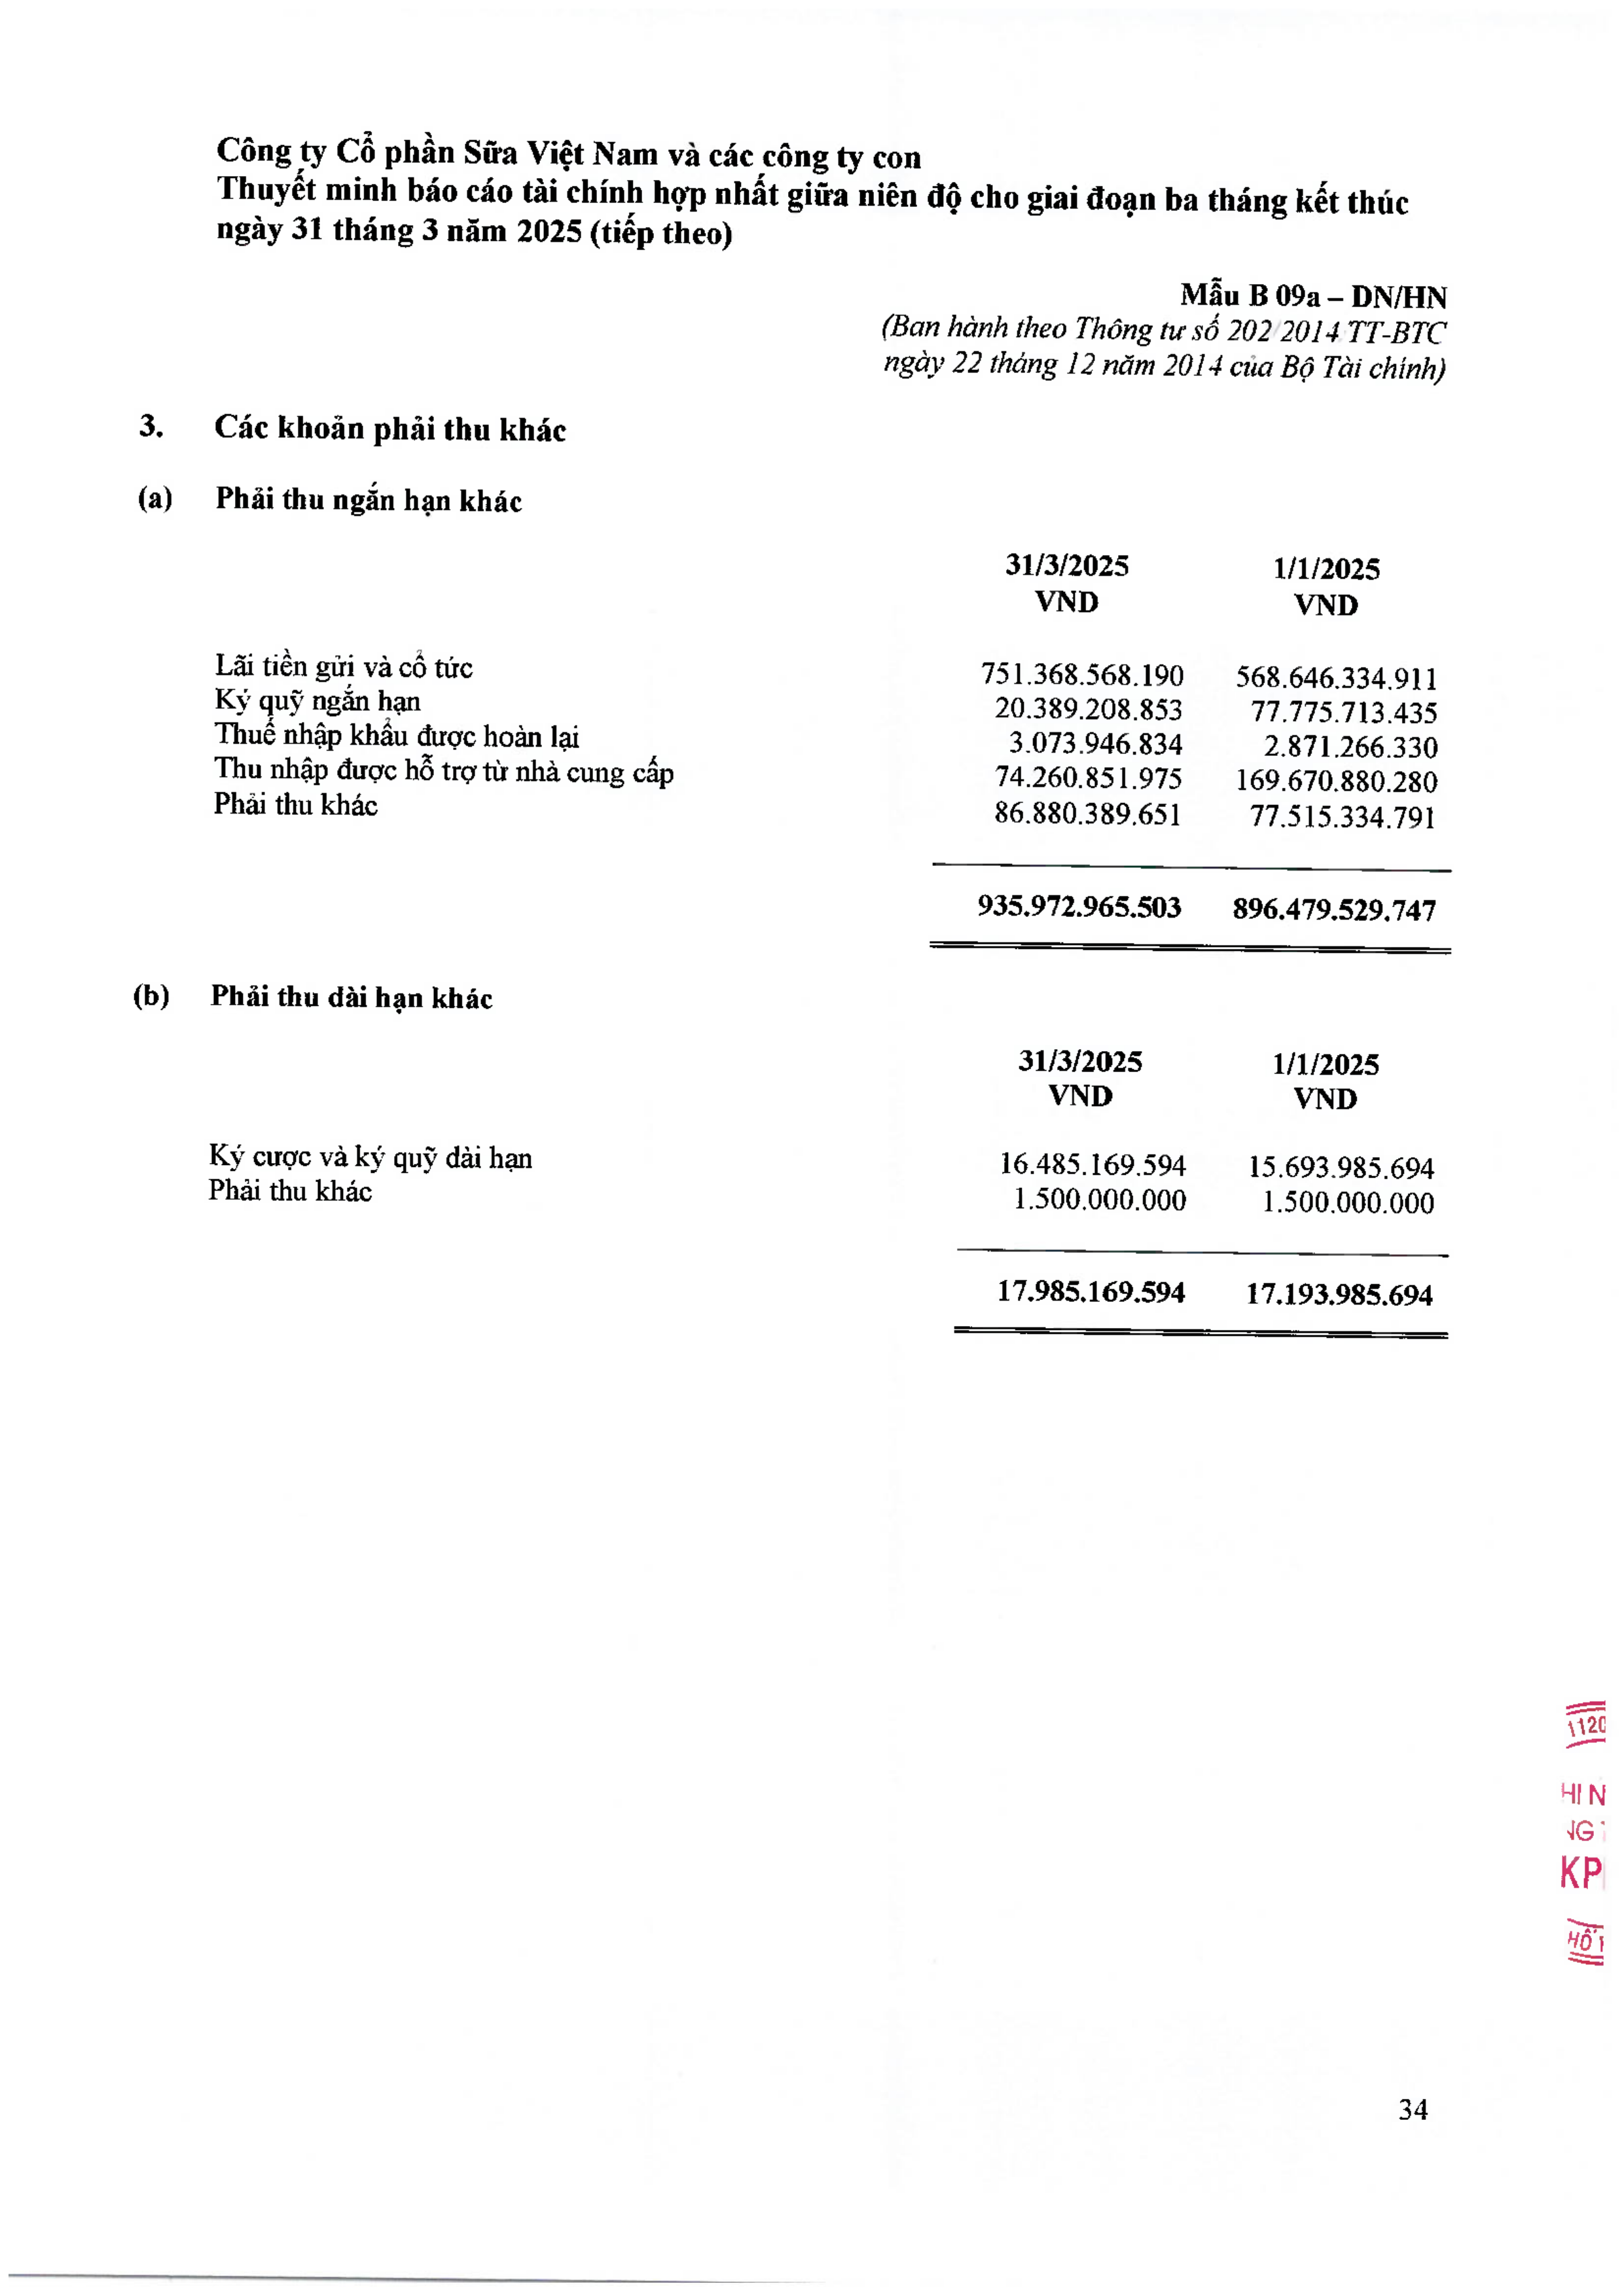 Công ty Cổ phần Sữa Việt Nam và các công ty con
Thuyết minh báo cáo tài chính hợp nhất giữa niên độ cho giai đoạn ba tháng kết thúc
ngày 31 tháng 3 năm 2025 (tiếp theo)
Mẫu B 09a – DN/HN
(Ban hành theo Thông tư số 202/2014/TT-BTC
ngày 22 tháng 12 năm 2014 của Bộ Tài chính)
3. Các khoản phải thu khác
(a) Phải thu ngắn hạn khác
31/3/2025 1/1/2025
VND VND
Lãi tiền gửi và cổ tức 751.368.568.190 568.646.334.911
Ký quỹ ngắn hạn 20.389.208.853 77.775.713.435
Thuế nhập khẩu được hoàn lại 3.073.946.834 2.871.266.330
Thu nhập được hỗ trợ từ nhà cung cấp 74.260.851.975 169.670.880.280
Phải thu khác 86.880.389.651 77.515.334.791
935.972.965.503 896.479.529.747
(b) Phải thu dài hạn khác
31/3/2025 1/1/2025
VND VND
Ký cược và ký quỹ dài hạn 16.485.169.594 15.693.985.694
Phải thu khác 1.500.000.000 1.500.000.000
17.985.169.594 17.193.985.694
1120
HI N
NG
KP
HỒ
34